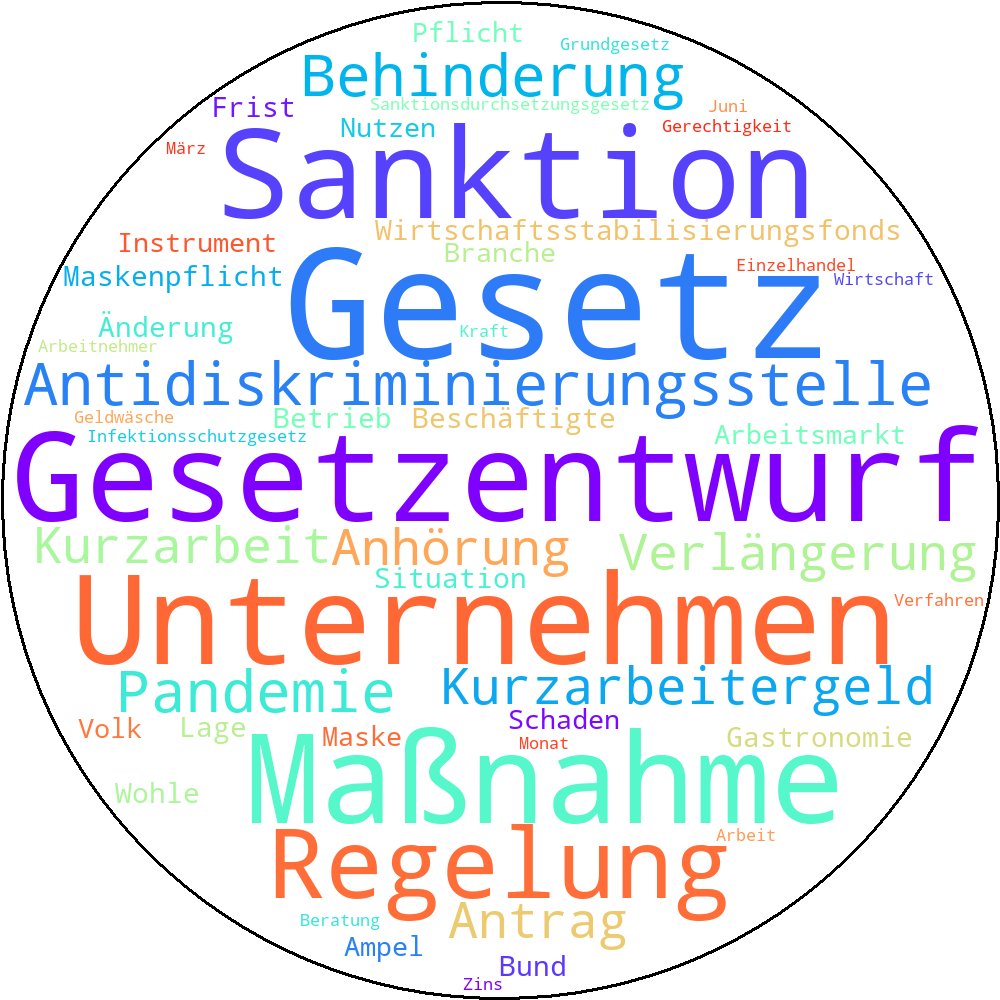 Pflicht
Grundgesetz
Behinderung
Frist
Sanktionsdurchsetzungsgesetz
Juni
Nutzen
Gerechtigkeit
März
Sanktion
Wirtschaftsstabilisierungsfonds
Instrument
Branche
Maskenpflicht
Einzelhandel
Wirtschaft
Gesetz
Änderung
Kraft
Arbeitnehmer
Antidiskriminierungsstelle
Geldwäsche
Betrieb
Beschäftigte
Infektionsschutzgesetz
Arbeitsmarkt
Gesetzentwurf
Kurzarbeit
Anhörung
Verlängerung
Situation
Unternehmen
Verfahren
Pandemie
Kurzarbeitergeld
Schaden
Volk
Lage
Maske
Monat
Gastronomie
Maßnahme
Wohle
Arbeit
Regelung
Beratung
Antrag
Ampel
Bund
Zins